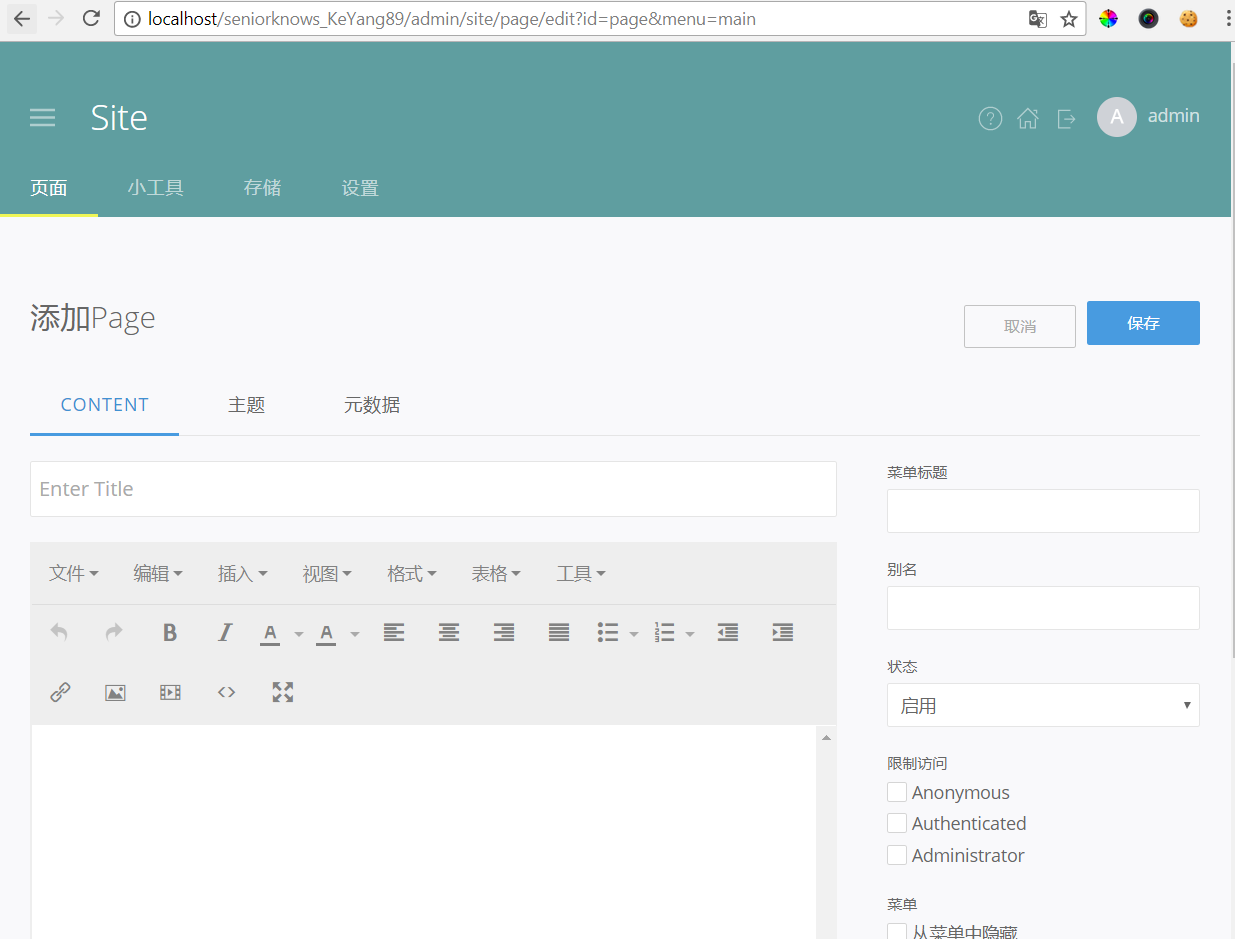 localhost/seniorknows_KeYang89/admin/site/page/edit?id=page&menu=main
Site
? A admin
页面 小工具 存储 设置
添加Page
取消 保存
CONTENT 主题 元数据
Enter Title
菜单标题
文件 编辑 插入 视图 格式 表格 工具
别名
B I A A
状态
启用
限制访问
Anonymous
Authenticated
Administrator
菜单
从菜单中隐藏